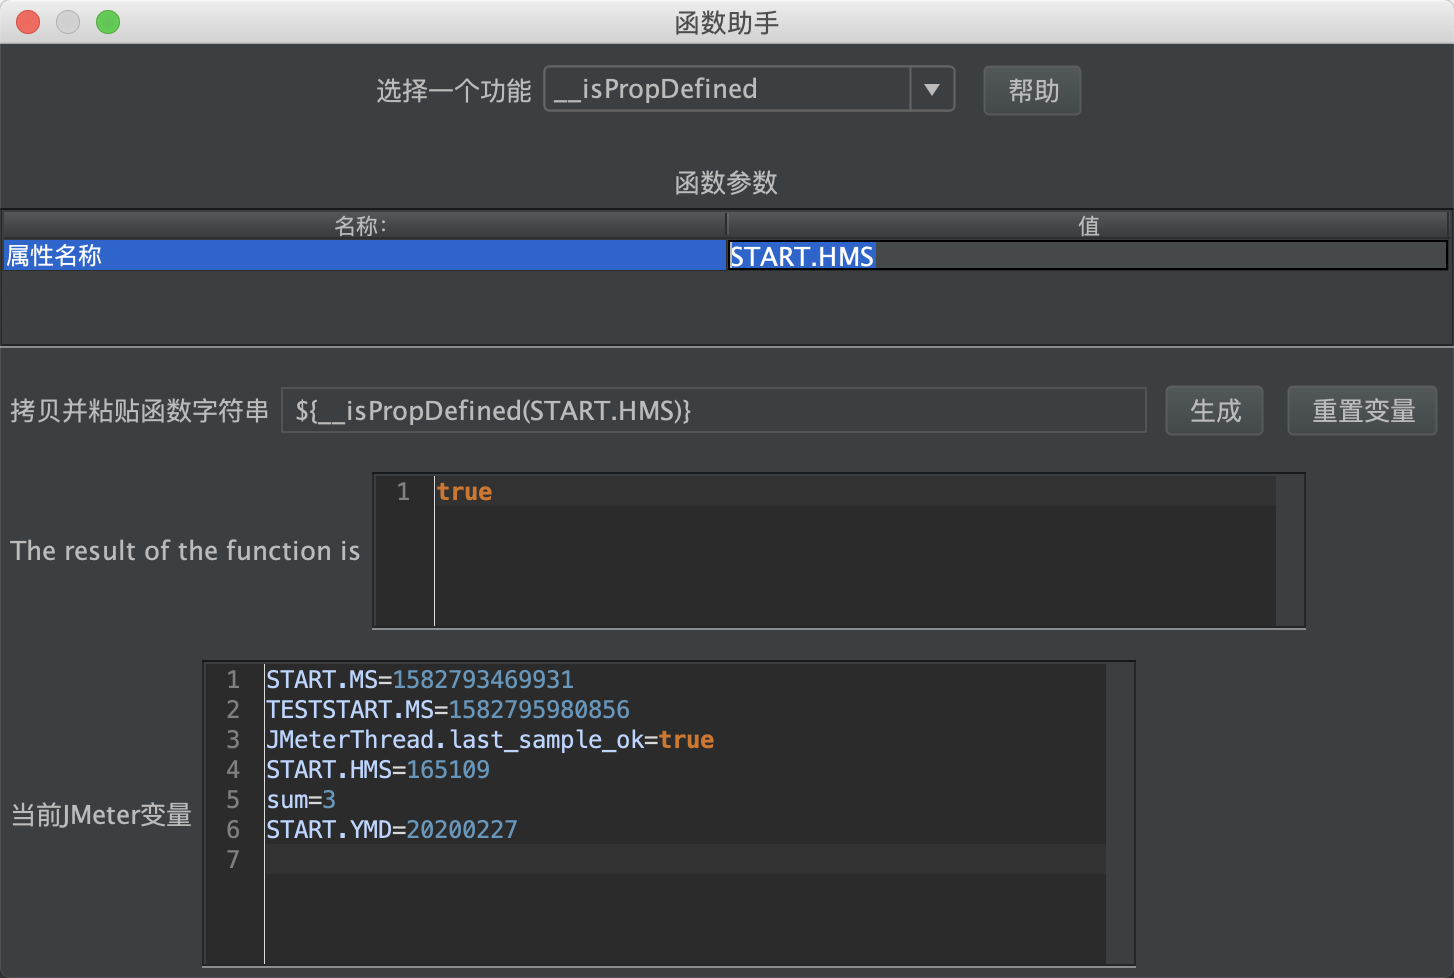 函数助手
选择一个功能 __isPropDefined 帮助
函数参数
名称: 值
属性名称 START.HMS
拷贝并粘贴函数字符串 ${__isPropDefined(START.HMS)} 生成 重置变量
The result of the function is
1 true
当前JMeter变量
1 START.MS=1582793469931
2 TESTSTART.MS=1582795980856
3 JMeterThread.last_sample_ok=true
4 START.HMS=165109
5 sum=3
6 START.YMD=20200227
7